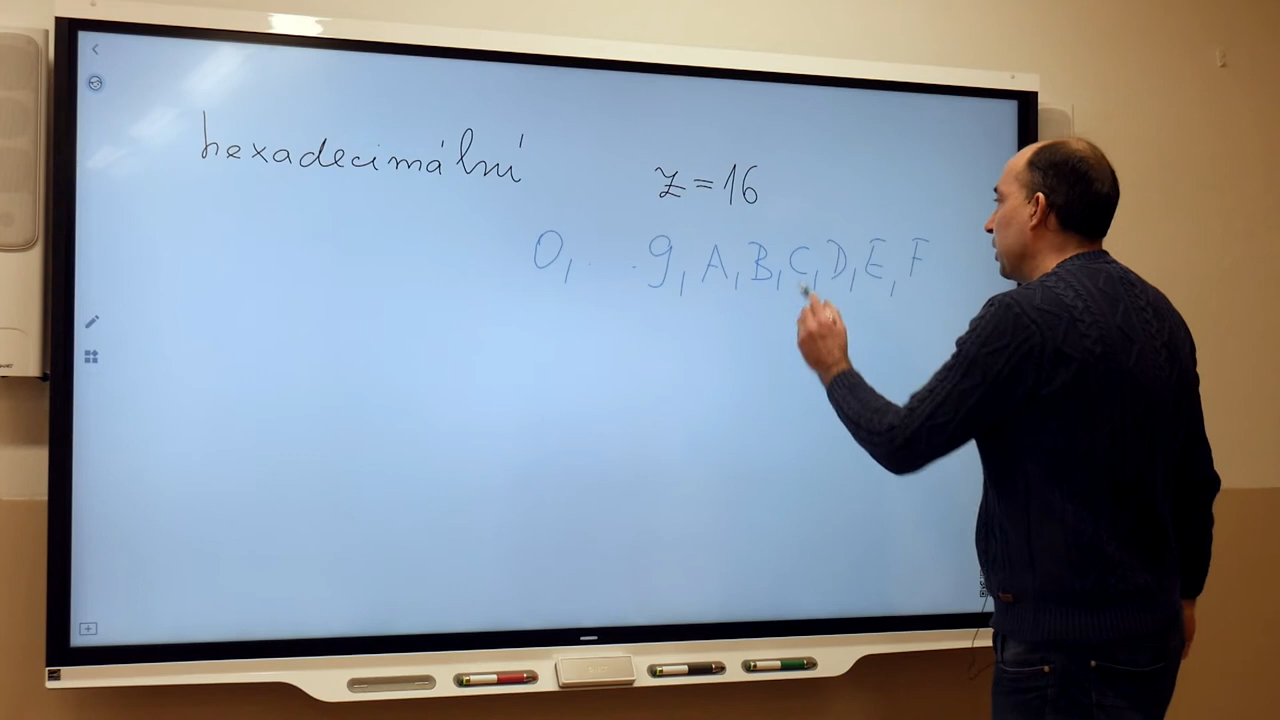 hexadecimální
z=16
0, . . . 9, A, B, C, D, E, F